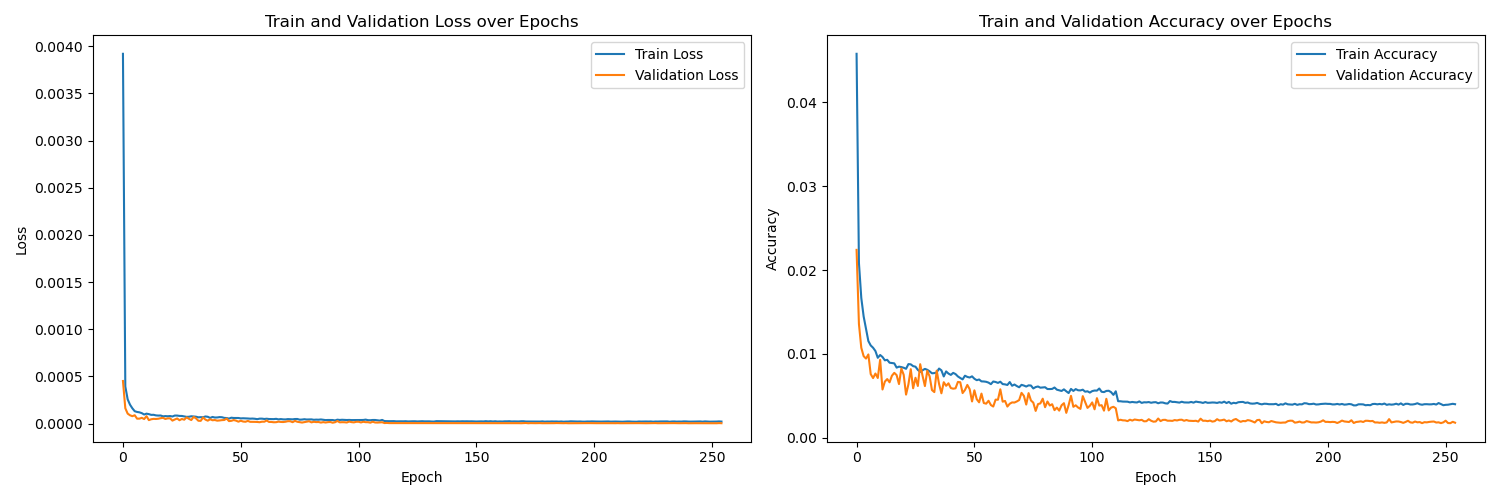 Train and Validation Loss over Epochs
Train Loss
Validation Loss
0.0040
0.0035
0.0030
0.0025
0.0020
0.0015
0.0010
0.0005
0.0000
Loss
0
50
100
150
200
250
Epoch
Train and Validation Accuracy over Epochs
Train Accuracy
Validation Accuracy
0.04
0.03
0.02
0.01
0.00
Accuracy
0
50
100
150
200
250
Epoch